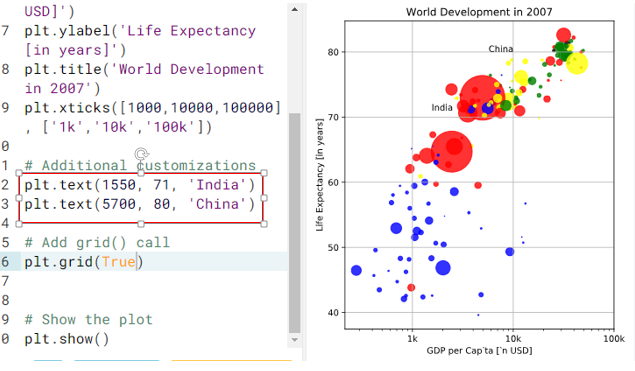 USD]')
7 plt.ylabel('Life Expectancy
[in years]')
8 plt.title('World Development
in 2007')
9 plt.xticks([1000,10000,100000]
, ['1k','10k','100k'])
0
1 # Additional customizations
2 plt.text(1550, 71, 'India')
3 plt.text(5700, 80, 'China')
4
5 # Add grid() call
6 plt.grid(True)
7
8
9 # Show the plot
0 plt.show()
World Development in 2007
Life Expectancy [in years]
80
70
60
50
40
China
India
1k 10k 100k
GDP per Cap'ta ['n USD]